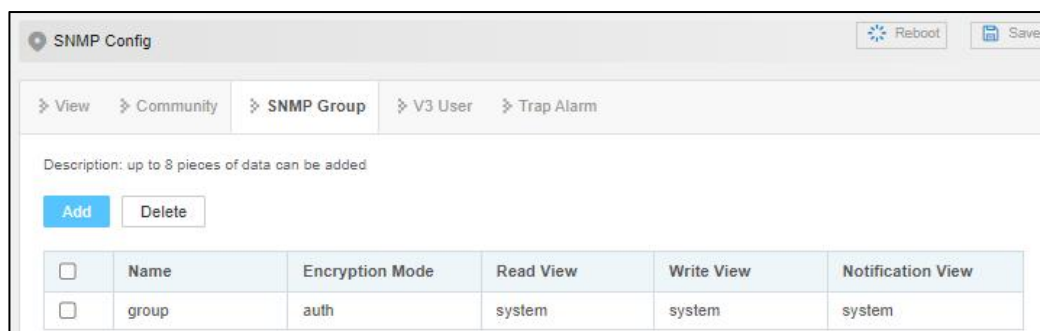 SNMP Config Reboot Save
View Community SNMP Group V3 User Trap Alarm
Description: up to 8 pieces of data can be added
Add Delete
Name Encryption Mode Read View Write View Notification View
group auth system system system